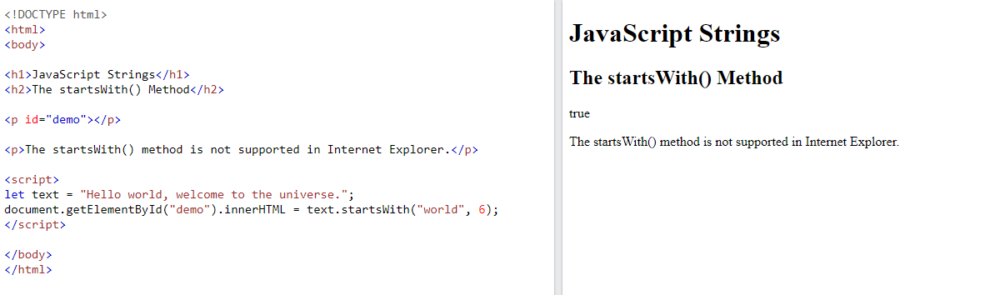 <!DOCTYPE html>
<html>
<body>
<h1>JavaScript Strings</h1>
<h2>The startsWith() Method</h2>
<p id="demo"></p>
<p>The startsWith() method is not supported in Internet Explorer.</p>
<script>
let text = "Hello world, welcome to the universe.";
document.getElementById("demo").innerHTML = text.startsWith("world", 6);
</script>
</body>
</html>
JavaScript Strings
The startsWith() Method
true
The startsWith() method is not supported in Internet Explorer.